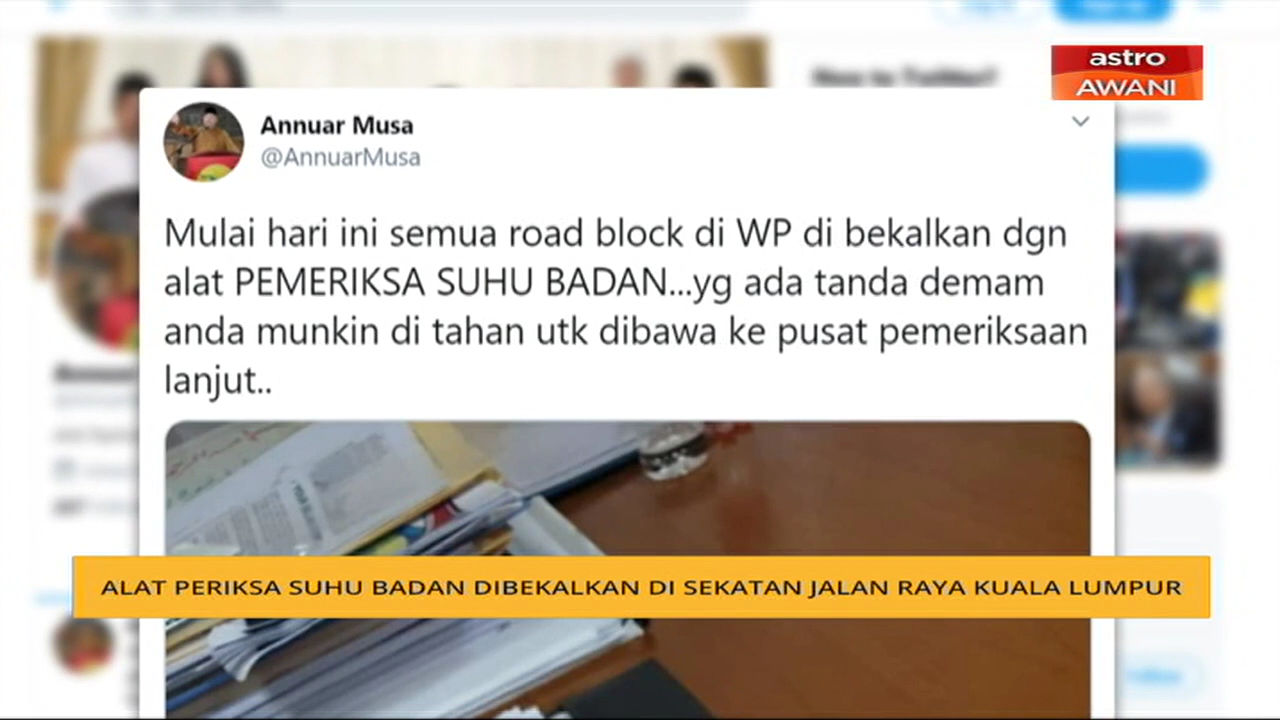 astro
AWANI
Annuar Musa
@AnnuarMusa
Mulai hari ini semua road block di WP di bekalkan dgn
alat PEMERIKSA SUHU BADAN...yg ada tanda demam
anda munkin di tahan utk dibawa ke pusat pemeriksaan
lanjut..
ALAT PERIKSA SUHU BADAN DIBEKALKAN DI SEKATAN JALAN RAYA KUALA LUMPUR